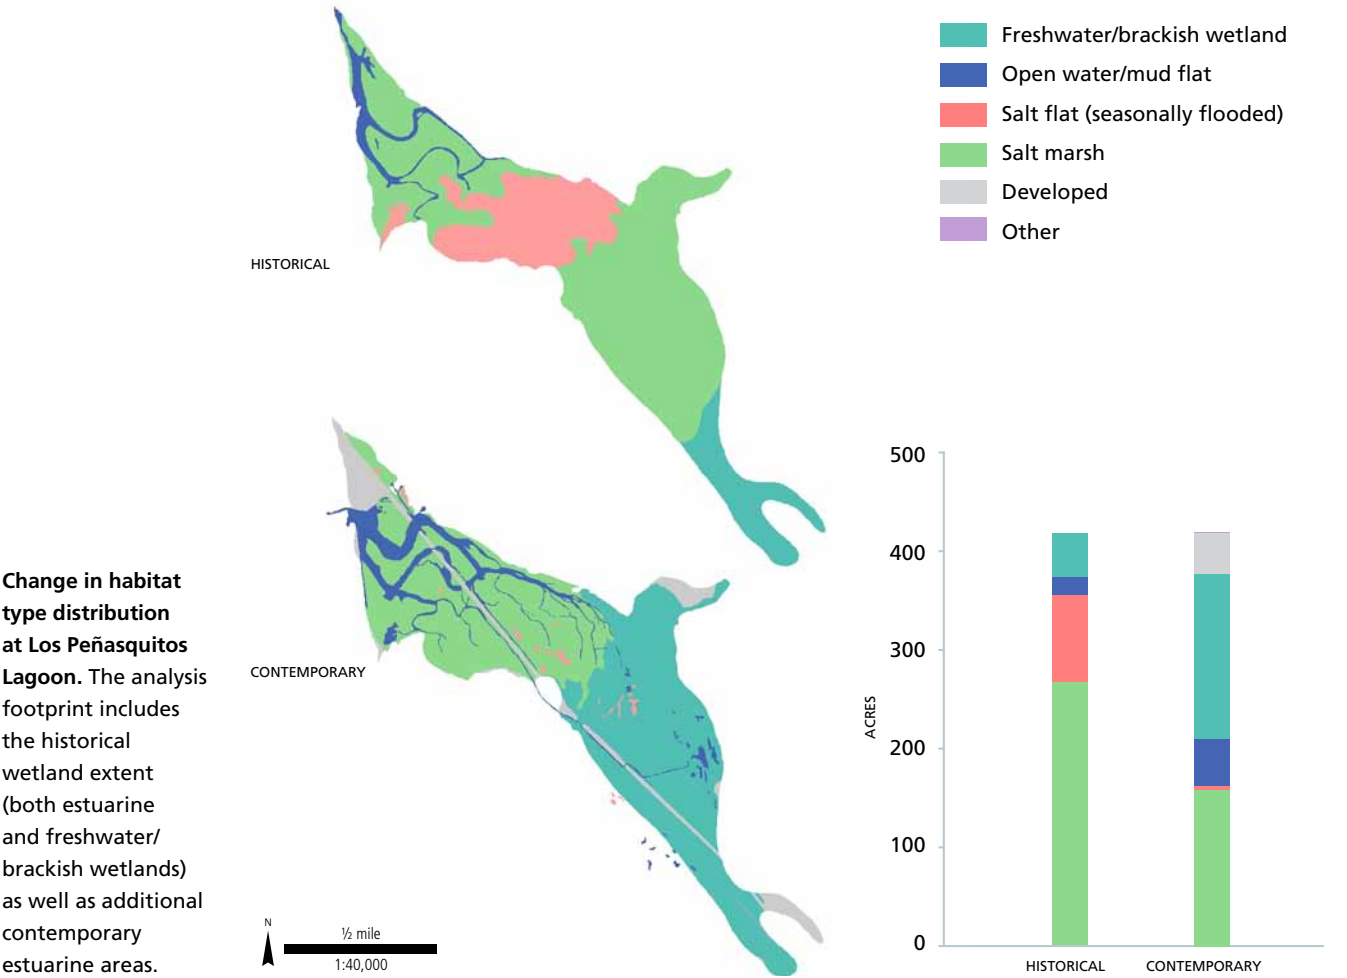 Freshwater/brackish wetland
Open water/mud flat
Salt flat (seasonally flooded)
Salt marsh
Developed
Other
HISTORICAL
CONTEMPORARY
Change in habitat
type distribution
at Los Peñasquitos
Lagoon. The analysis
footprint includes
the historical
wetland extent
(both estuarine
and freshwater/
brackish wetlands)
as well as additional
contemporary
estuarine areas.
N
½ mile
1:40,000
500
400
300
200
100
0
ACRES
HISTORICAL
CONTEMPORARY